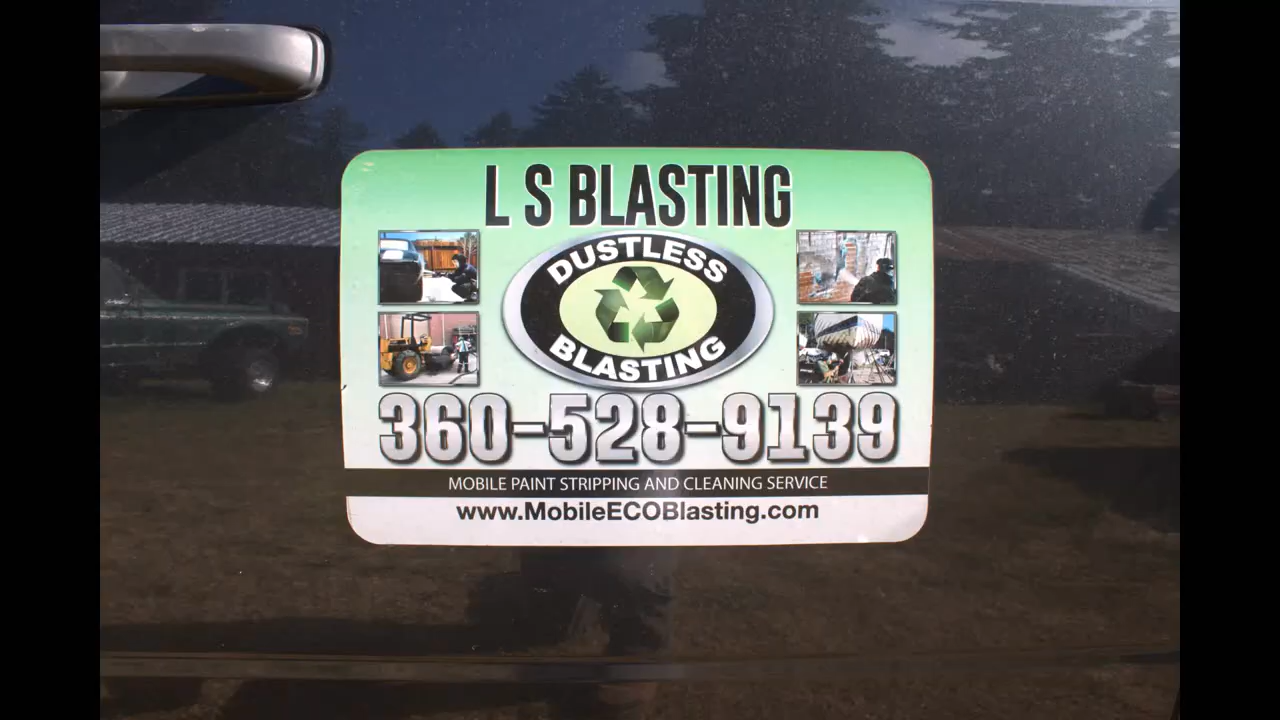 L S BLASTING
DUSTLESS
BLASTING
360-528-9139
MOBILE PAINT STRIPPING AND CLEANING SERVICE
www.MobileECOBlasting.com